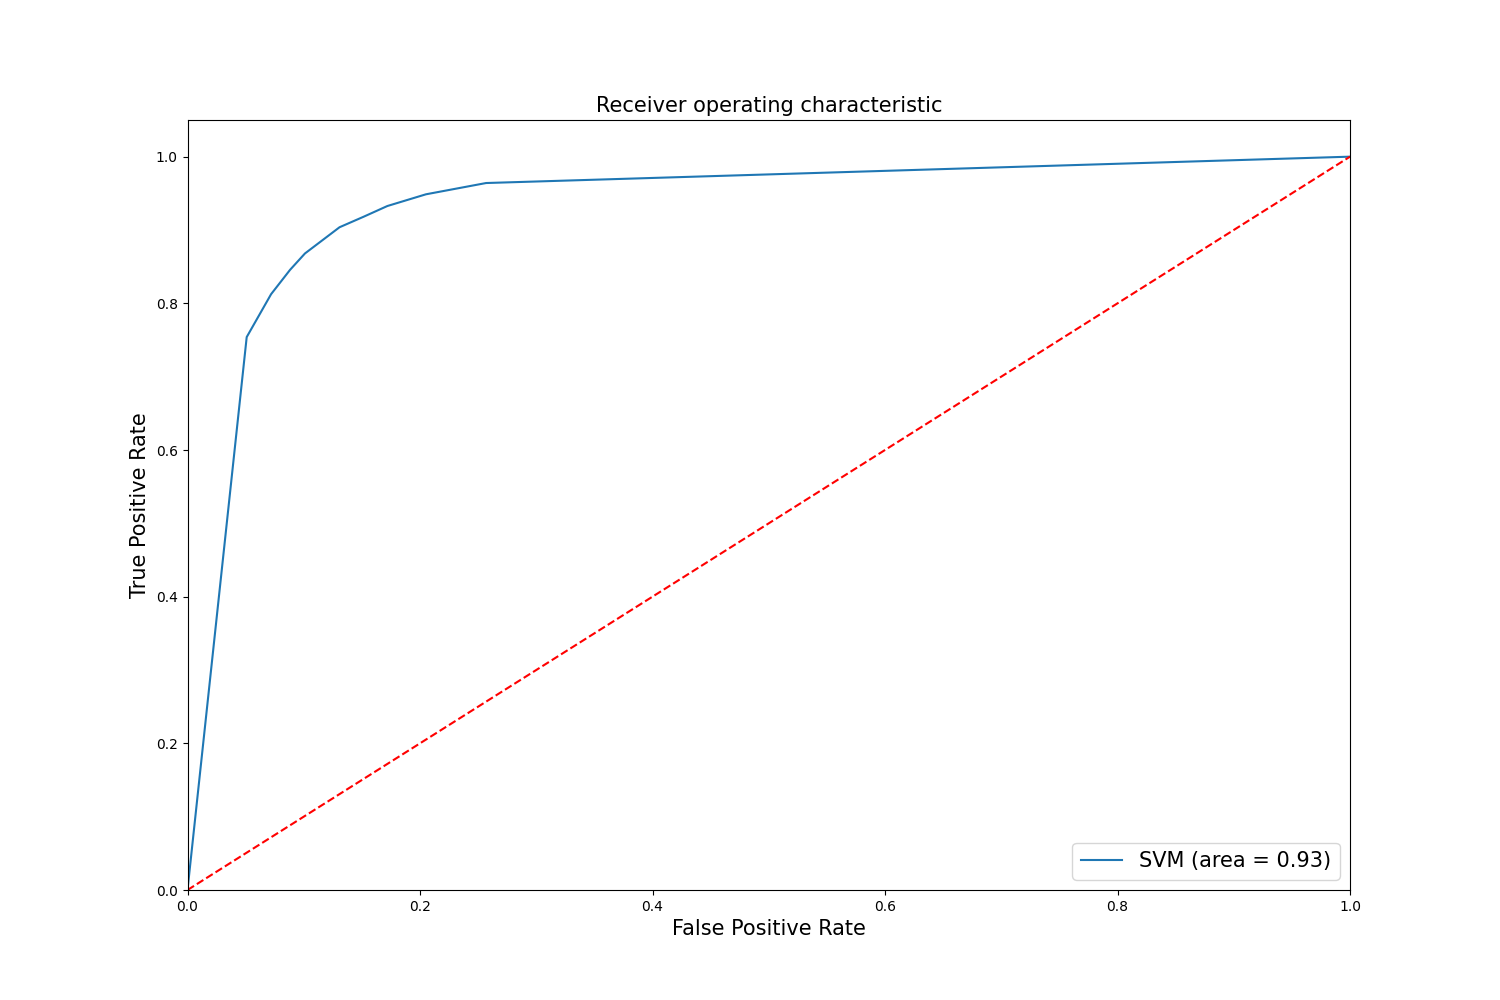 Receiver operating characteristic
1.0
0.8
0.6
0.4
0.2
0.0
True Positive Rate
SVM (area = 0.93)
0.0 0.2 0.4 0.6 0.8 1.0
False Positive Rate